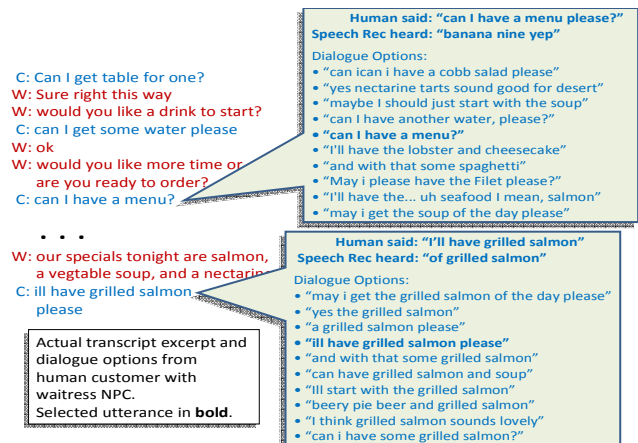 C: Can I get table for one?
W: Sure right this way
W: would you like a drink to start?
C: can I get some water please
W: ok
W: would you like more time or
are you ready to order?
C: can I have a menu?
. . .
W: our specials tonight are salmon,
a vegtable soup, and a nectarin
C: ill have grilled salmon
please
Actual transcript excerpt and
dialogue options from
human customer with
waitress NPC.
Selected utterance in bold.
Human said: “can I have a menu please?”
Speech Rec heard: “banana nine yep”
Dialogue Options:
• “can ican i have a cobb salad please”
• “yes nectarine tarts sound good for desert”
• “maybe I should just start with the soup”
• “can I have another water, please?”
• “can I have a menu?”
• “I'll have the lobster and cheesecake”
• “and with that some spaghetti”
• “May i please have the Filet please?”
• “I'll have the... uh seafood I mean, salmon”
• “may i get the soup of the day please”
Human said: “I’ll have grilled salmon”
Speech Rec heard: “of grilled salmon”
Dialogue Options:
• “may i get the grilled salmon of the day please”
• “yes the grilled salmon”
• “a grilled salmon please”
• “ill have grilled salmon please”
• “and with that some grilled salmon”
• “can have grilled salmon and soup”
• “Ill start with the grilled salmon”
• “beery pie beer and grilled salmon”
• “I think grilled salmon sounds lovely”
• “can i have some grilled salmon?”